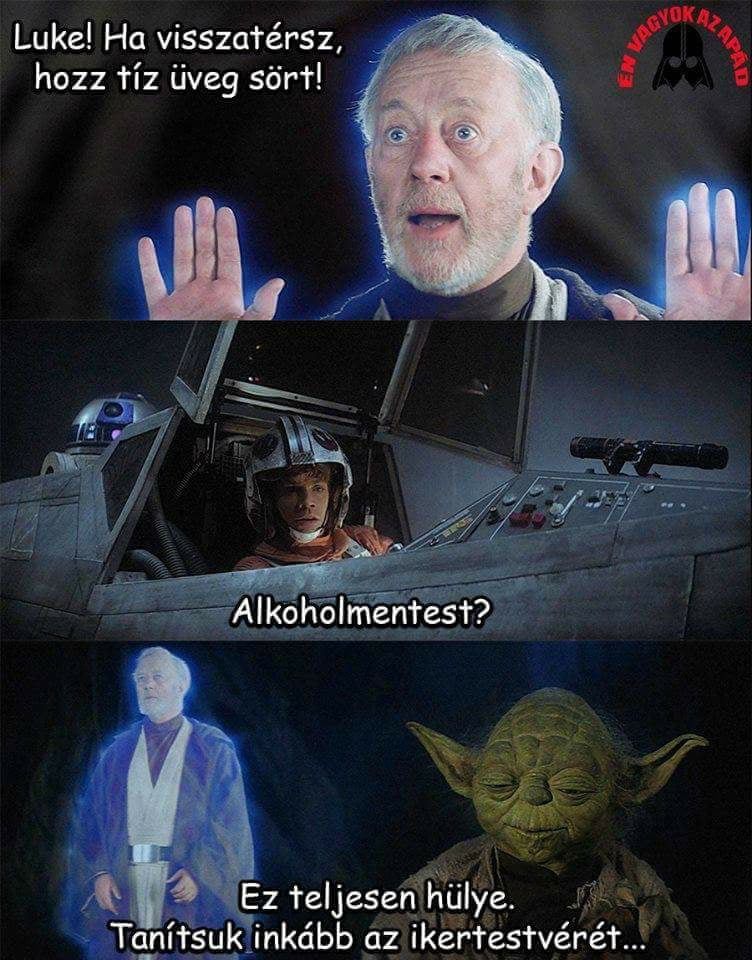 Luke! Ha visszatérsz,
hozz tíz üveg sört!
ÉN VAGYOK AZ APÁD
Alkoholmentest?
Ez teljesen hülye.
Tanítsuk inkább az ikertestvérét...